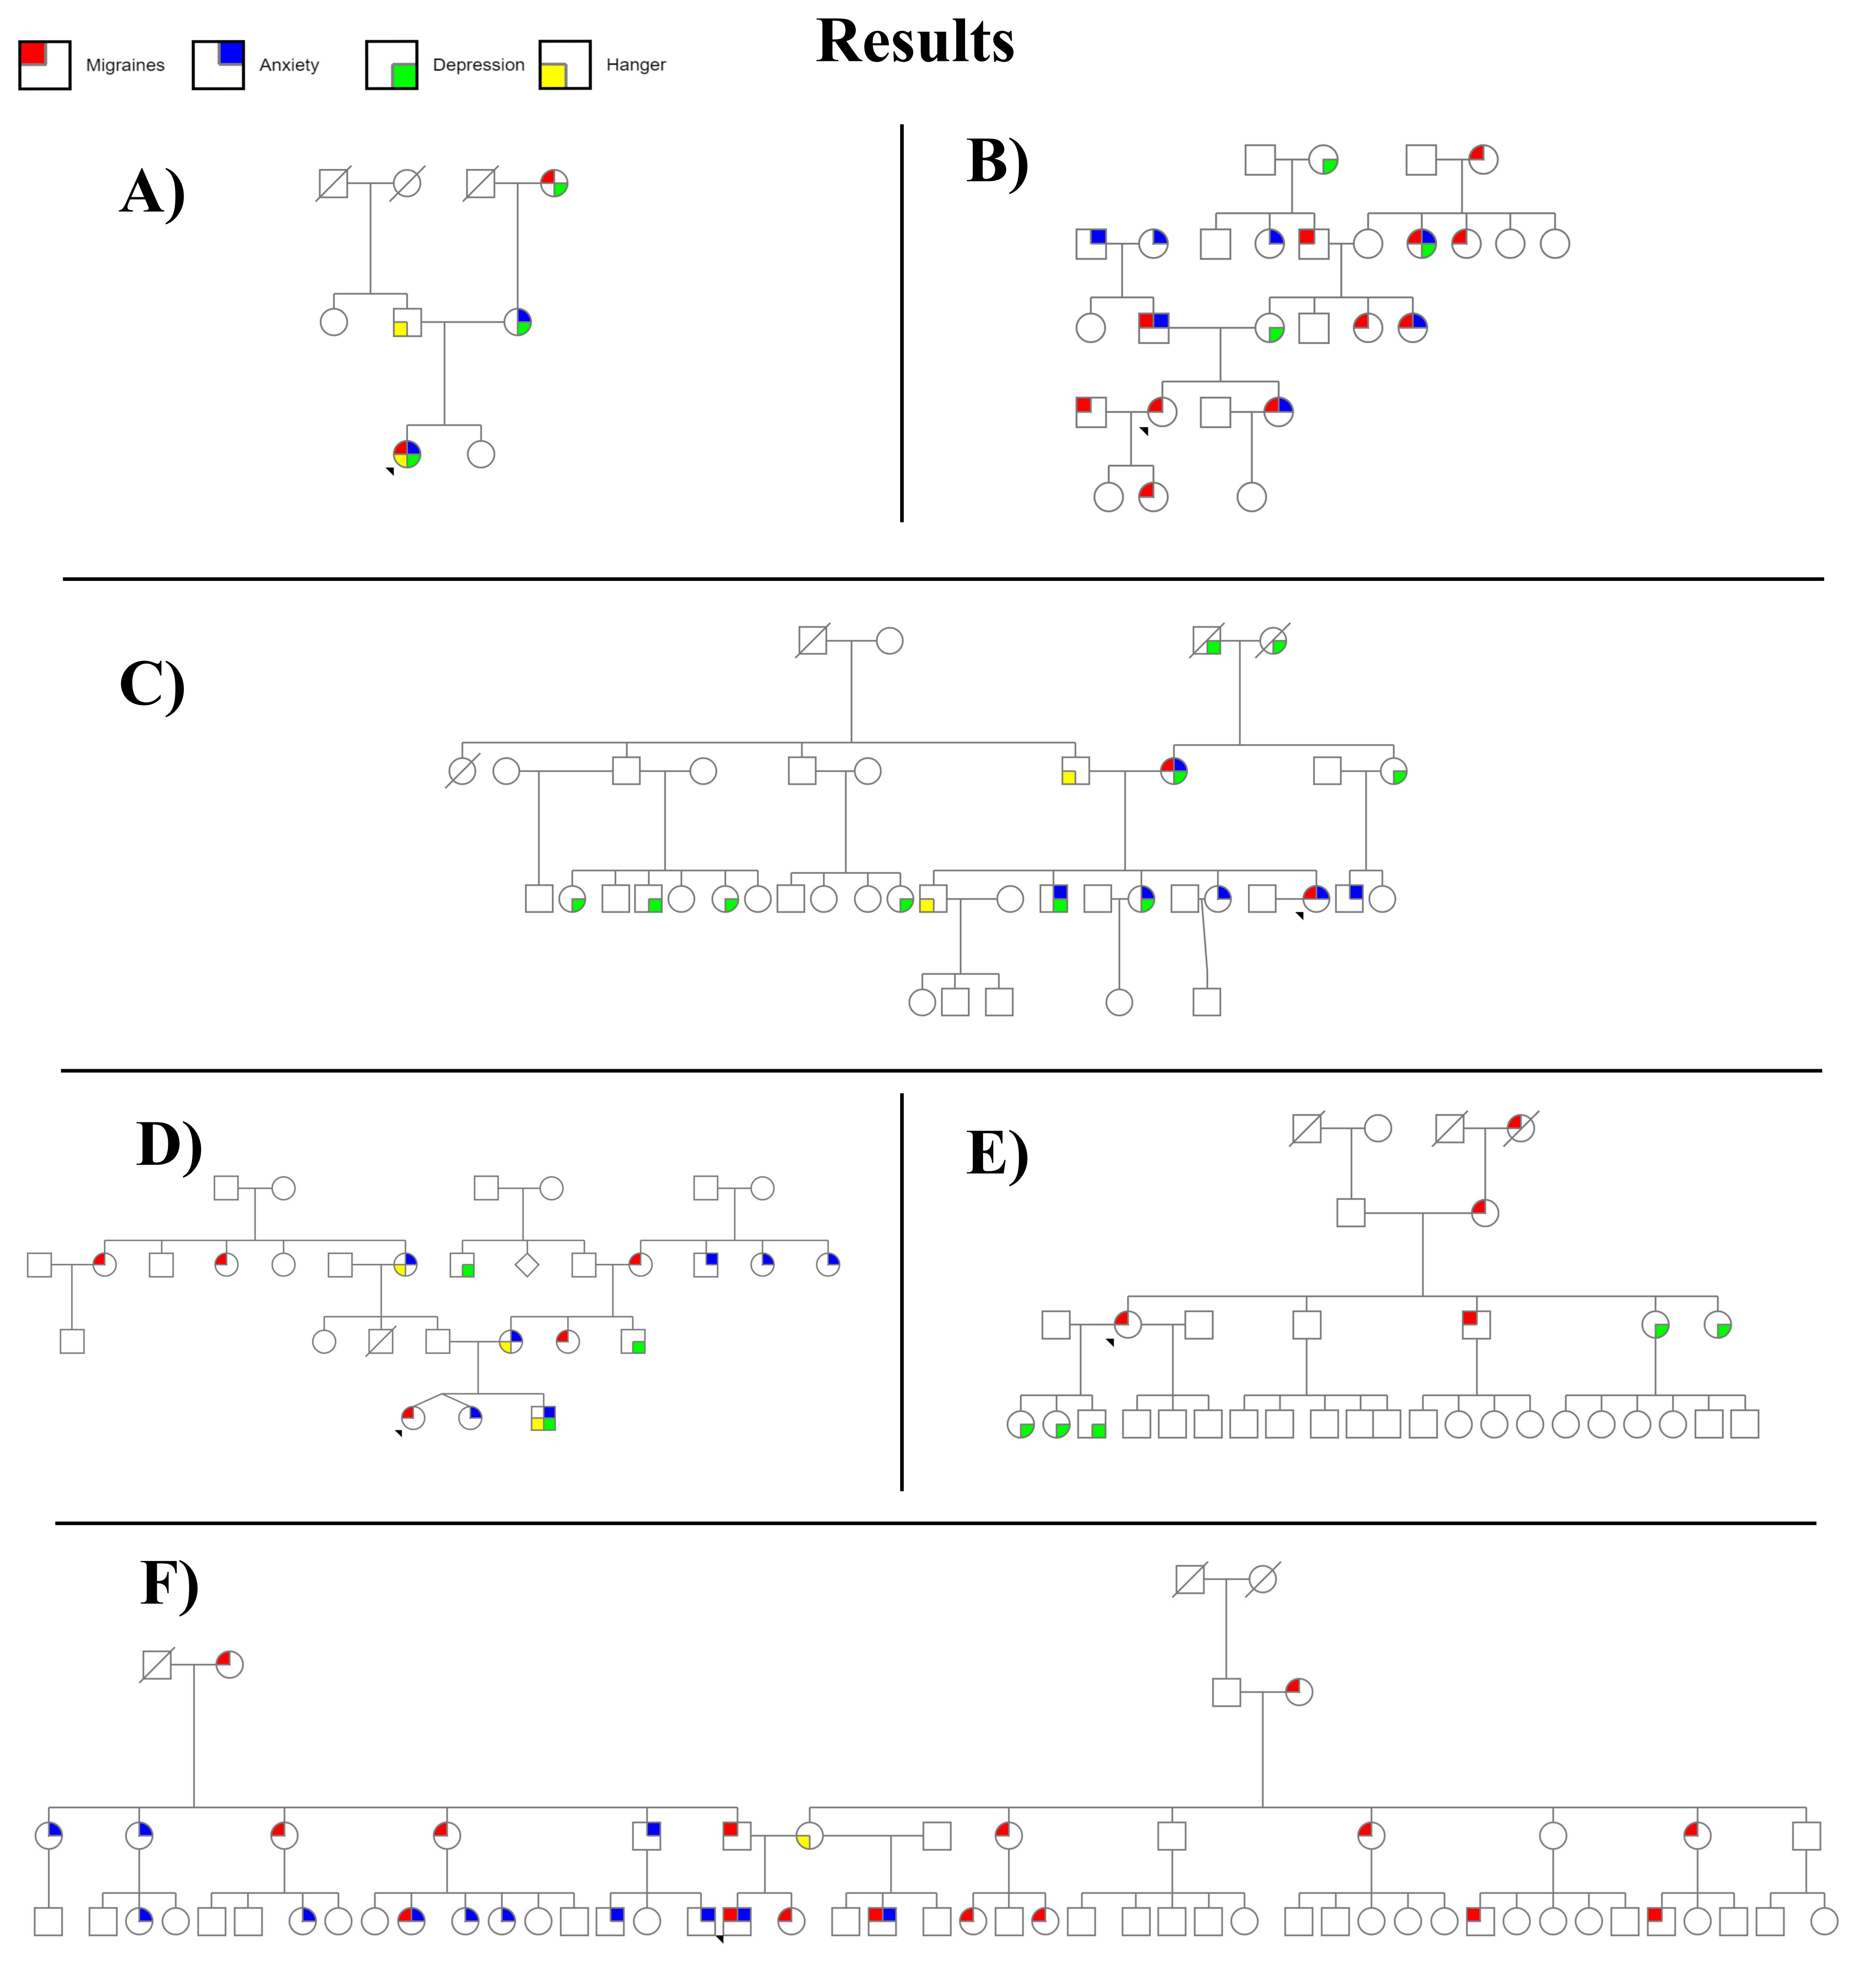 Results
Migraines Anxiety Depression Hanger
A)
B)
C)
D)
E)
F)